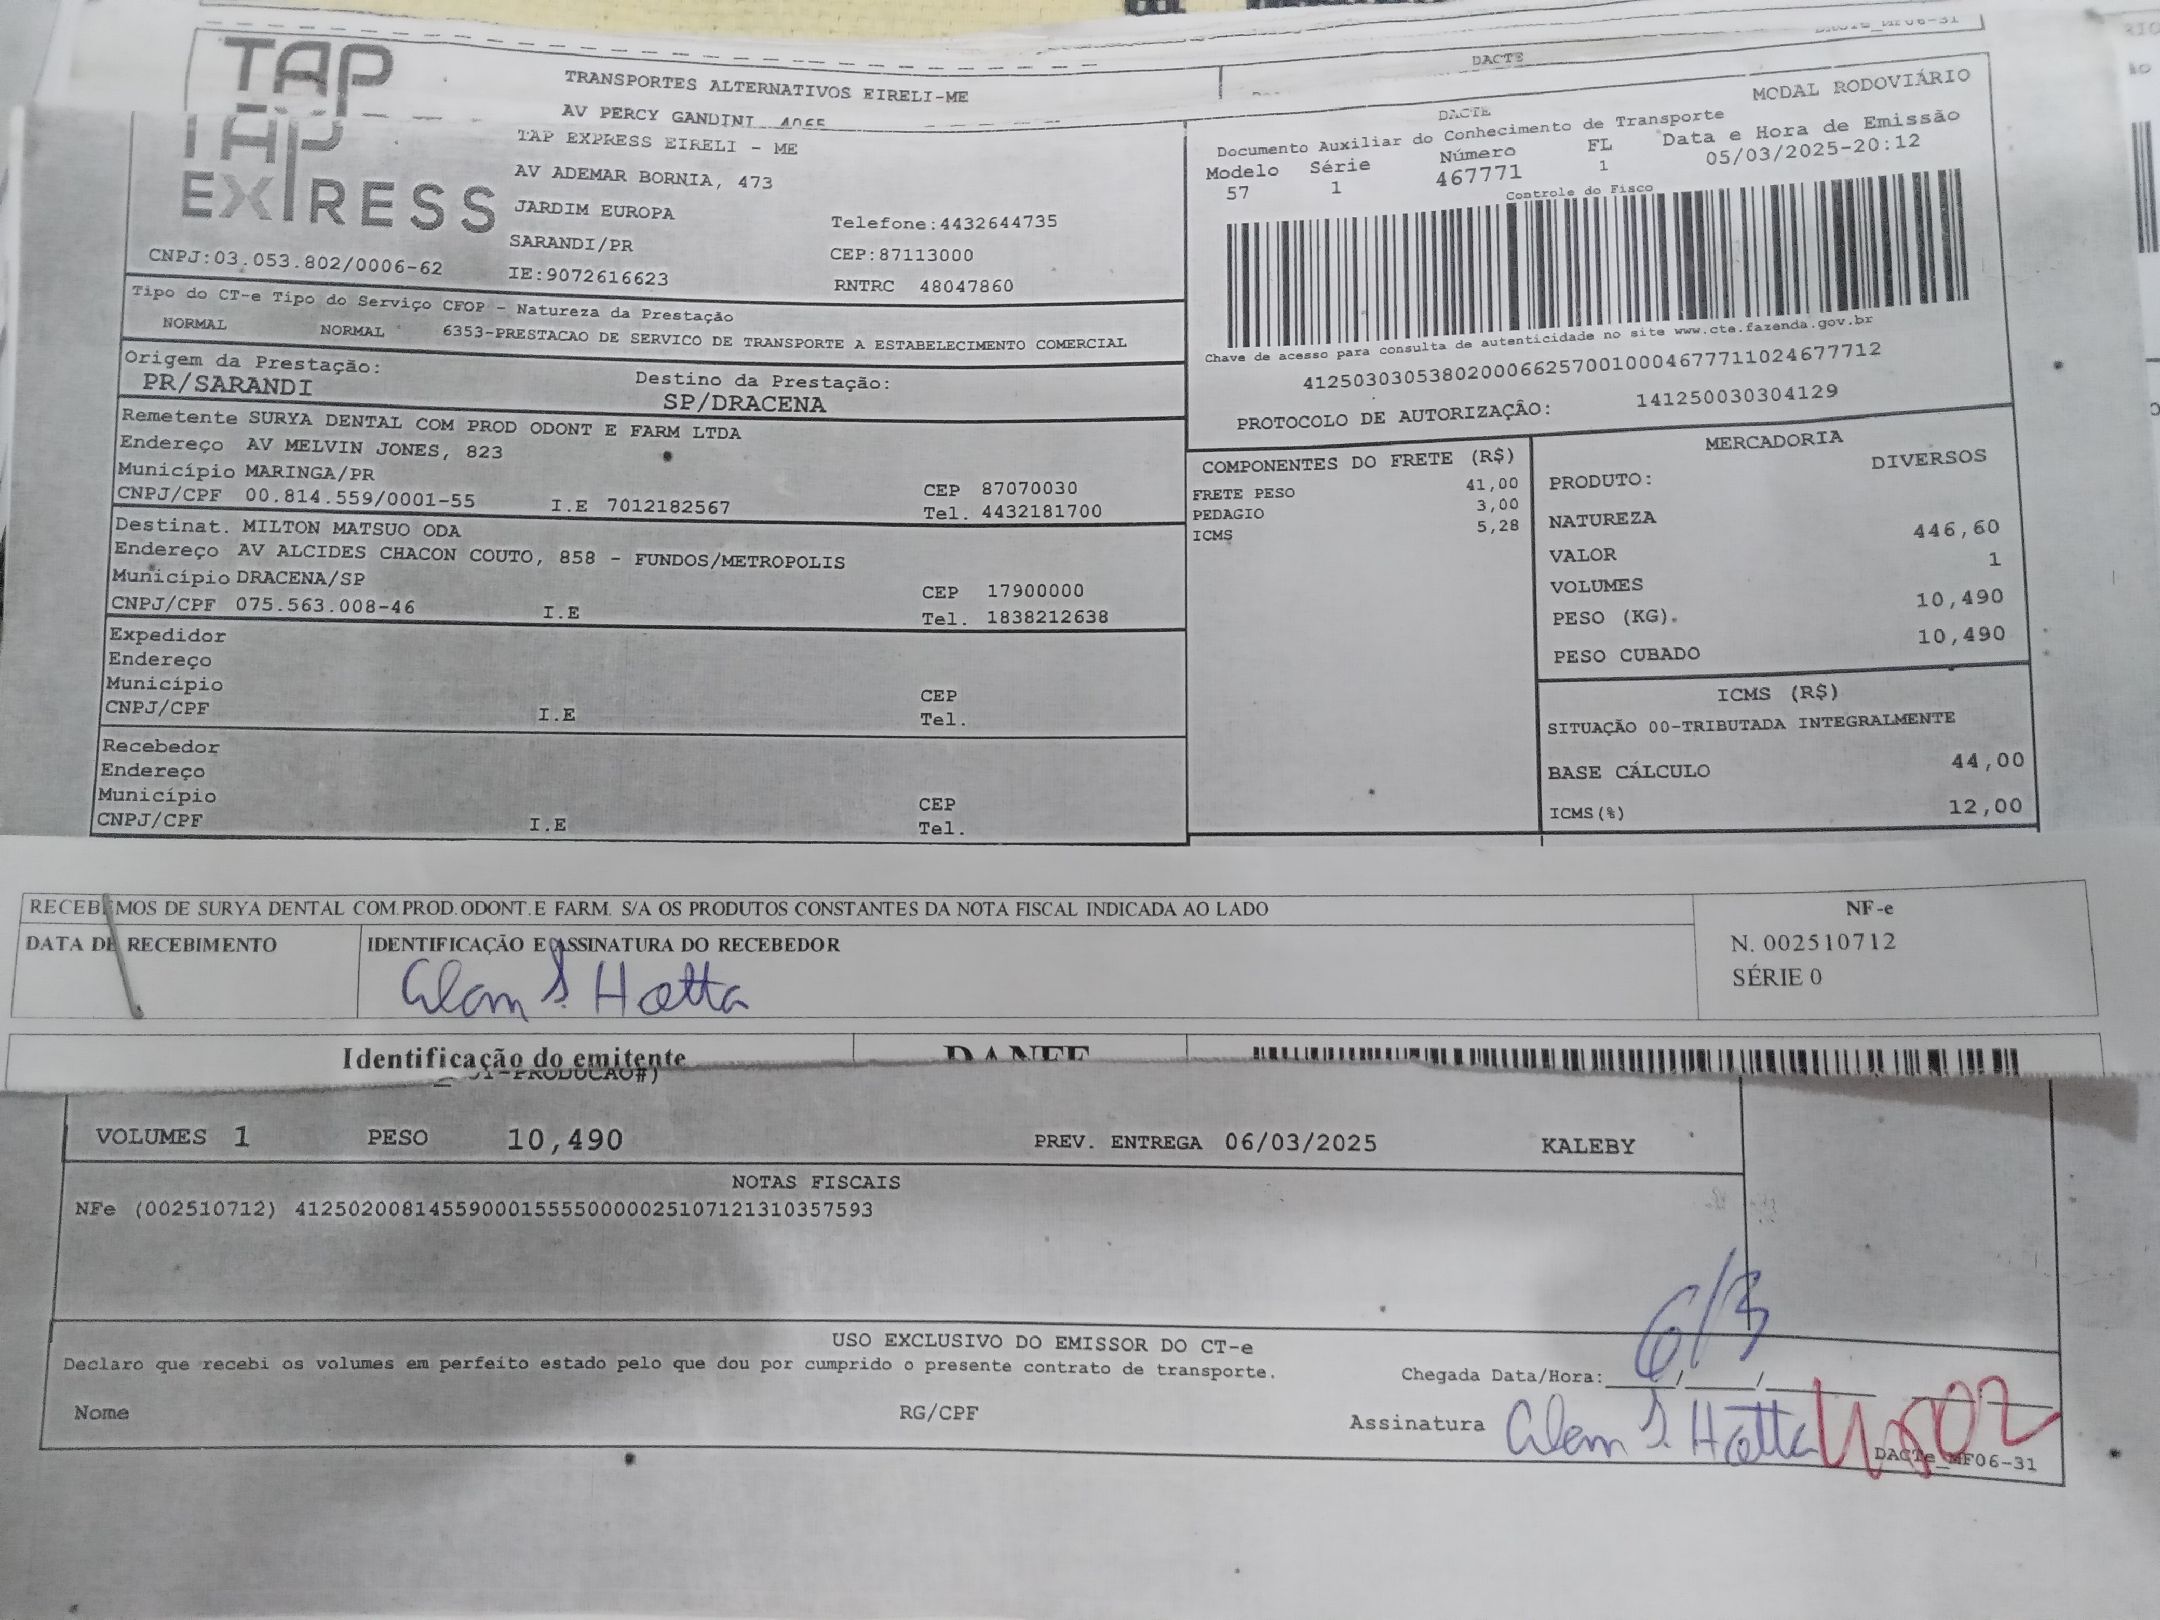 TAP
TRANSPORTES ALTERNATIVOS EIRELI-ME
AV PERCY GANDINI
DACTE
MODAL RODOVIÁRIO
TAP
EXPRESS
TAP EXPRESS EIRELI - ME
AV ADEMAR BORNIA, 473
JARDIM EUROPA
Telefone:4432644735
SARANDI/PR
CEP:87113000
CNPJ:03.053.802/0006-62
IE:9072616623
RNTRC 48047860
DACTE
Documento Auxiliar do Conhecimento de Transporte
Modelo Série Número FL Data e Hora de Emissão
57 1 467771 1 05/03/2025-20:12
Controle do Fisco
Chave de acesso para consulta de autenticidade no site www.cte.fazenda.gov.br
41250303053802000662570010004677711024677712
PROTOCOLO DE AUTORIZAÇÃO: 141250030304129
Tipo do CT-e Tipo do Serviço CFOP - Natureza da Prestação
NORMAL NORMAL 6353-PRESTACAO DE SERVICO DE TRANSPORTE A ESTABELECIMENTO COMERCIAL
Origem da Prestação: Destino da Prestação:
PR/SARANDI SP/DRACENA
Remetente SURYA DENTAL COM PROD ODONT E FARM LTDA
Endereço AV MELVIN JONES, 823
Município MARINGA/PR CEP 87070030
CNPJ/CPF 00.814.559/0001-55 I.E 7012182567 Tel. 4432181700
Destinat. MILTON MATSUO ODA
Endereço AV ALCIDES CHACON COUTO, 858 - FUNDOS/METROPOLIS
Município DRACENA/SP CEP 17900000
CNPJ/CPF 075.563.008-46 I.E Tel. 1838212638
Expedidor
Endereço
Município CEP
CNPJ/CPF I.E Tel.
Recebedor
Endereço
Município CEP
CNPJ/CPF I.E Tel.
COMPONENTES DO FRETE (R$)
FRETE PESO 41,00
PEDAGIO 3,00
ICMS 5,28
MERCADORIA
PRODUTO: DIVERSOS
NATUREZA
VALOR 446,60
VOLUMES 1
PESO (KG). 10,490
PESO CUBADO 10,490
ICMS (R$)
SITUAÇÃO 00-TRIBUTADA INTEGRALMENTE
BASE CÁLCULO 44,00
ICMS(%) 12,00
RECEBEMOS DE SURYA DENTAL COM.PROD.ODONT.E FARM. S/A OS PRODUTOS CONSTANTES DA NOTA FISCAL INDICADA AO LADO
NF-e
N. 002510712
SÉRIE 0
DATA DE RECEBIMENTO IDENTIFICAÇÃO E ASSINATURA DO RECEBEDOR
S. Hatta
Identificação do emitente DANFE
VOLUMES 1 PESO 10,490 PREV. ENTREGA 06/03/2025 KALEBY
NOTAS FISCAIS
NFe (002510712) 41250200814559000155550000025107121310357593
USO EXCLUSIVO DO EMISSOR DO CT-e
Declaro que recebi os volumes em perfeito estado pelo que dou por cumprido o presente contrato de transporte.
6/3
Chegada Data/Hora:
Nome RG/CPF Assinatura S. Hatta
DACTe_MF06-31